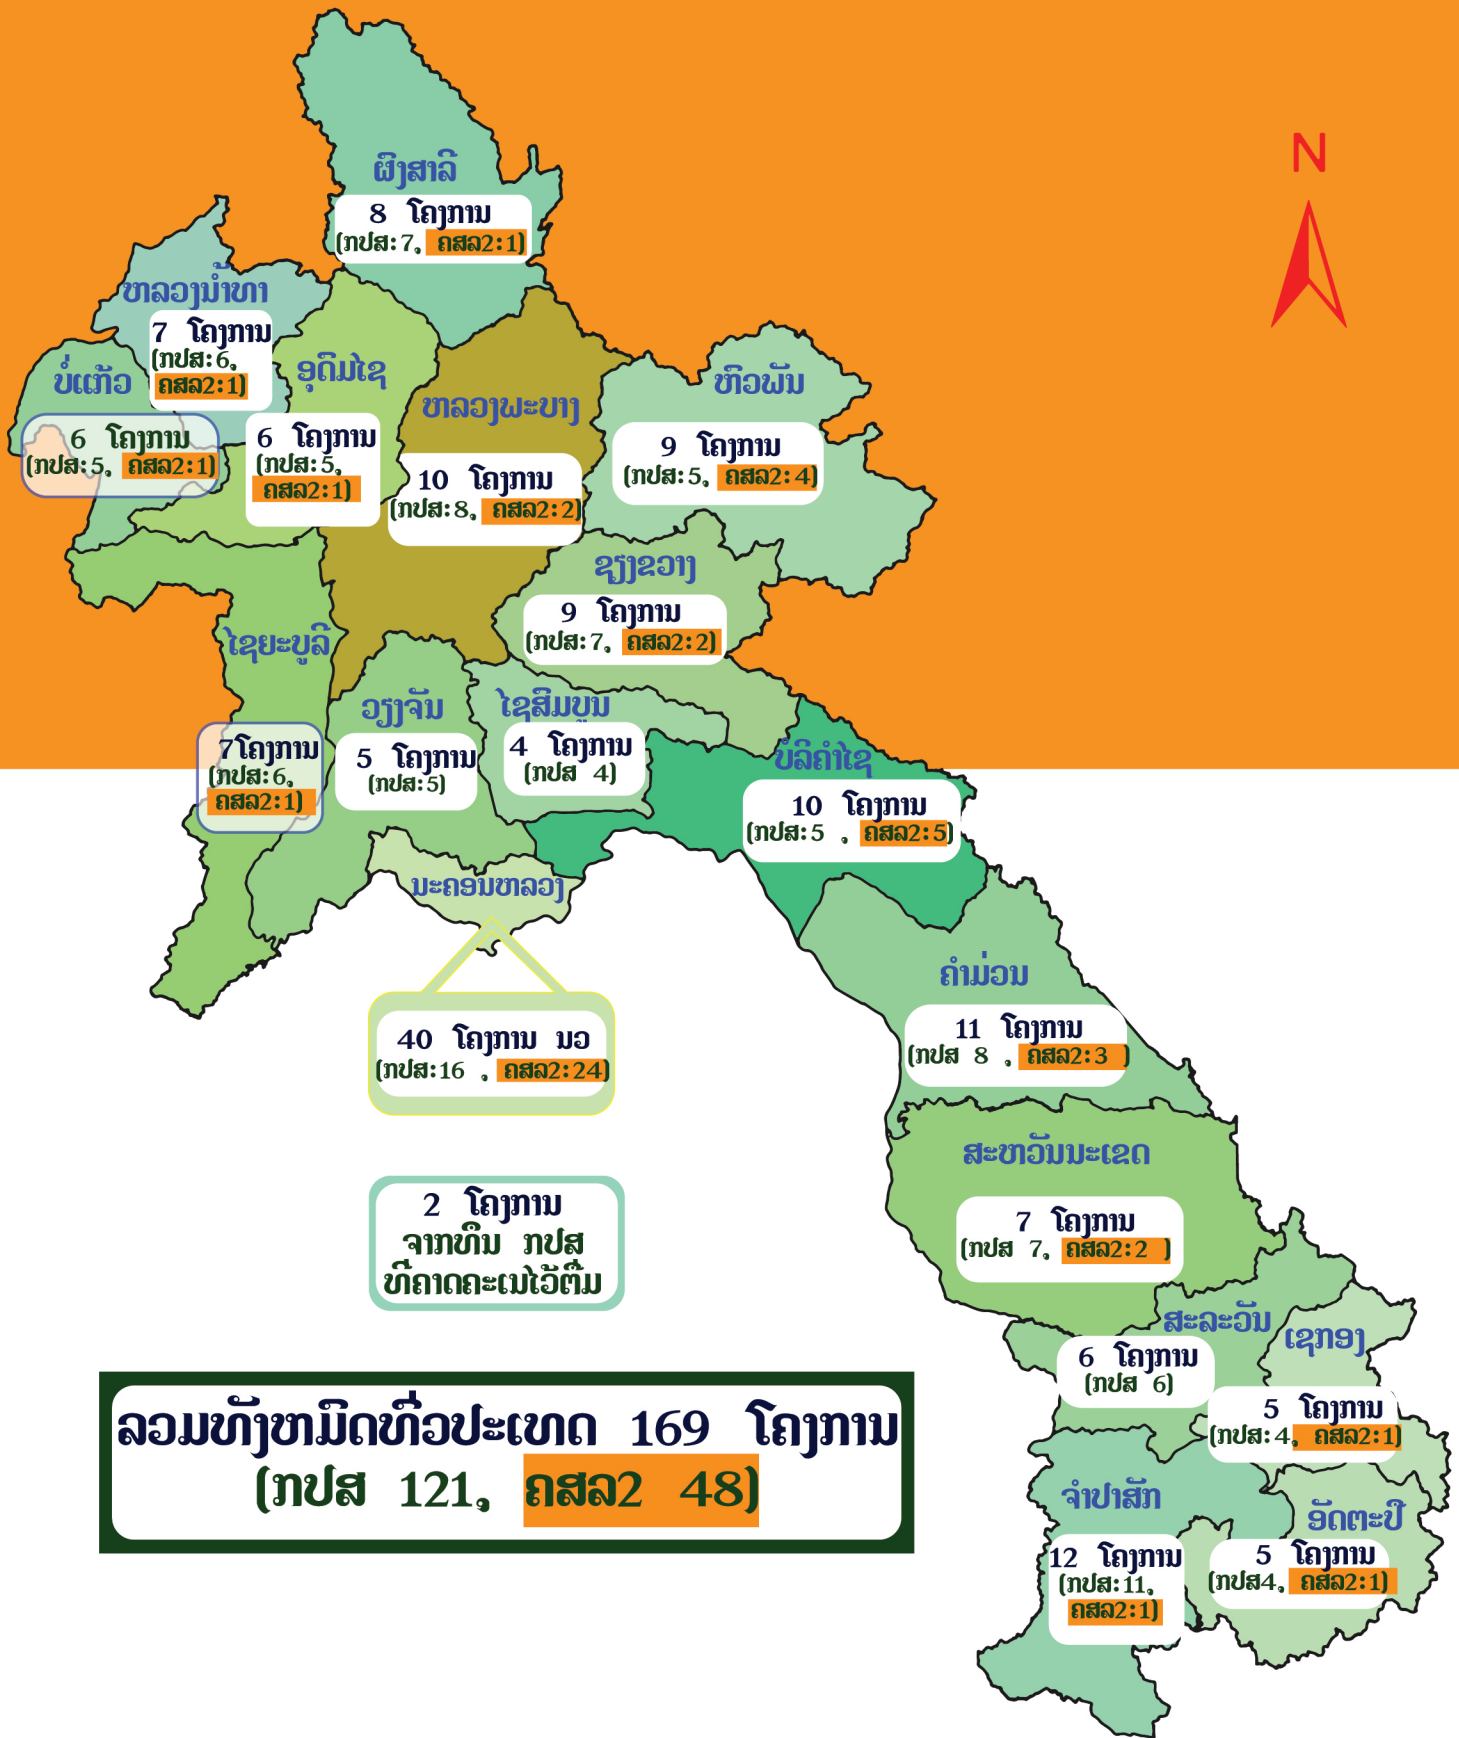 N
ຜົ້ງສາລີ
8 ໂຄງການ
(ກປສ:7, ຄສລ2:1)
ຫລວງນ້ຳທາ
7 ໂຄງການ
(ກປສ:6,
ຄສລ2:1)
ບໍ່ແກ້ວ
6 ໂຄງການ
(ກປສ:5, ຄສລ2:1)
ອຸດົມໄຊ
6 ໂຄງການ
(ກປສ:5,
ຄສລ2:1)
ຫລວງພະບາງ
10 ໂຄງການ
(ກປສ:8, ຄສລ2:2)
ຫົວພັນ
9 ໂຄງການ
(ກປສ:5, ຄສລ2:4)
ຊຽງຂວາງ
9 ໂຄງການ
(ກປສ:7, ຄສລ2:2)
ໄຊຍະບູລີ
7ໂຄງການ
(ກປສ:6,
ຄສລ2:1)
ວຽງຈັນ
5 ໂຄງການ
(ກປສ:5)
ໄຊສົມບູນ
4 ໂຄງການ
(ກປສ 4)
ບໍລິຄຳໄຊ
10 ໂຄງການ
(ກປສ:5 , ຄສລ2:5)
ນະຄອນຫລວງ
40 ໂຄງການ ນວ
(ກປສ:16 , ຄສລ2:24)
ຄຳມ່ວນ
11 ໂຄງການ
(ກປສ 8 , ຄສລ2:3 )
ສະຫວັນນະເຂດ
7 ໂຄງການ
(ກປສ 7, ຄສລ2:2 )
2 ໂຄງການ
ຈາກທຶນ ກປສ
ທີ່ຄາດຄະເນໄວ້ຕື່ມ
ສະລະວັນ
6 ໂຄງການ
(ກປສ 6)
ເຊກອງ
5 ໂຄງການ
(ກປສ:4, ຄສລ2:1)
ຈຳປາສັກ
12 ໂຄງການ
(ກປສ:11,
ຄສລ2:1)
ອັດຕະປື
5 ໂຄງການ
(ກປສ4, ຄສລ2:1)
ລວມທັງຫມົດທົ່ວປະເທດ 169 ໂຄງການ
(ກປສ 121, ຄສລ2 48)